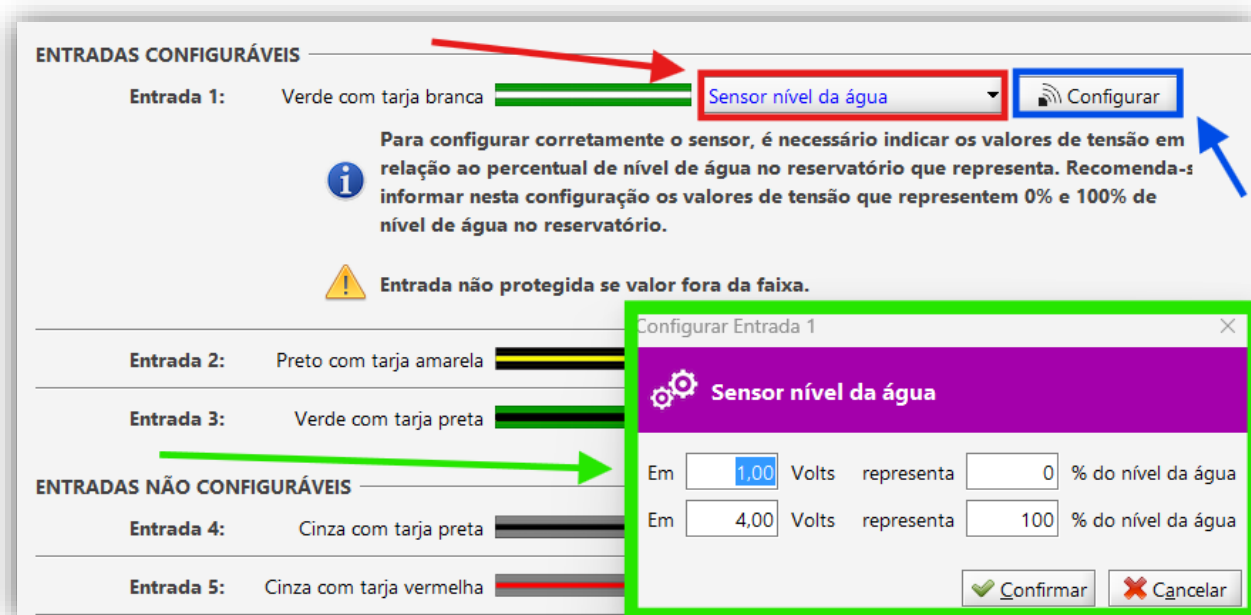 ENTRADAS CONFIGURÁVEIS
Entrada 1: Verde com tarja branca Sensor nível da água Configurar
Para configurar corretamente o sensor, é necessário indicar os valores de tensão em
relação ao percentual de nível de água no reservatório que representa. Recomenda-s
informar nesta configuração os valores de tensão que representem 0% e 100% de
nível de água no reservatório.
Entrada não protegida se valor fora da faixa.
Entrada 2: Preto com tarja amarela
Entrada 3: Verde com tarja preta
ENTRADAS NÃO CONFIGURÁVEIS
Entrada 4: Cinza com tarja preta
Entrada 5: Cinza com tarja vermelha
Configurar Entrada 1
Sensor nível da água
Em 1,00 Volts representa 0 % do nível da água
Em 4,00 Volts representa 100 % do nível da água
Confirmar Cancelar